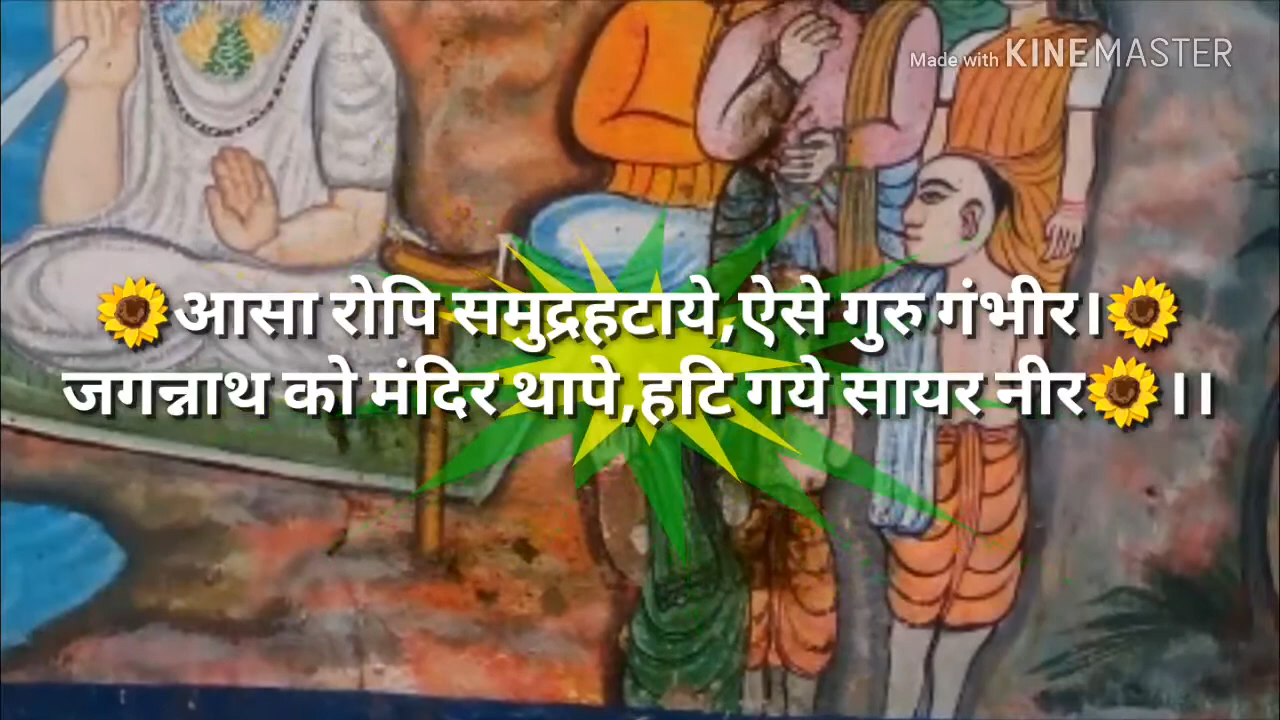 Made with KINEMASTER
🌻आसा रोपि समुद्रहटाये,ऐसे गुरु गंभीर।🌻
जगन्नाथ को मंदिर थापे,हटि गये सायर नीर🌻।।